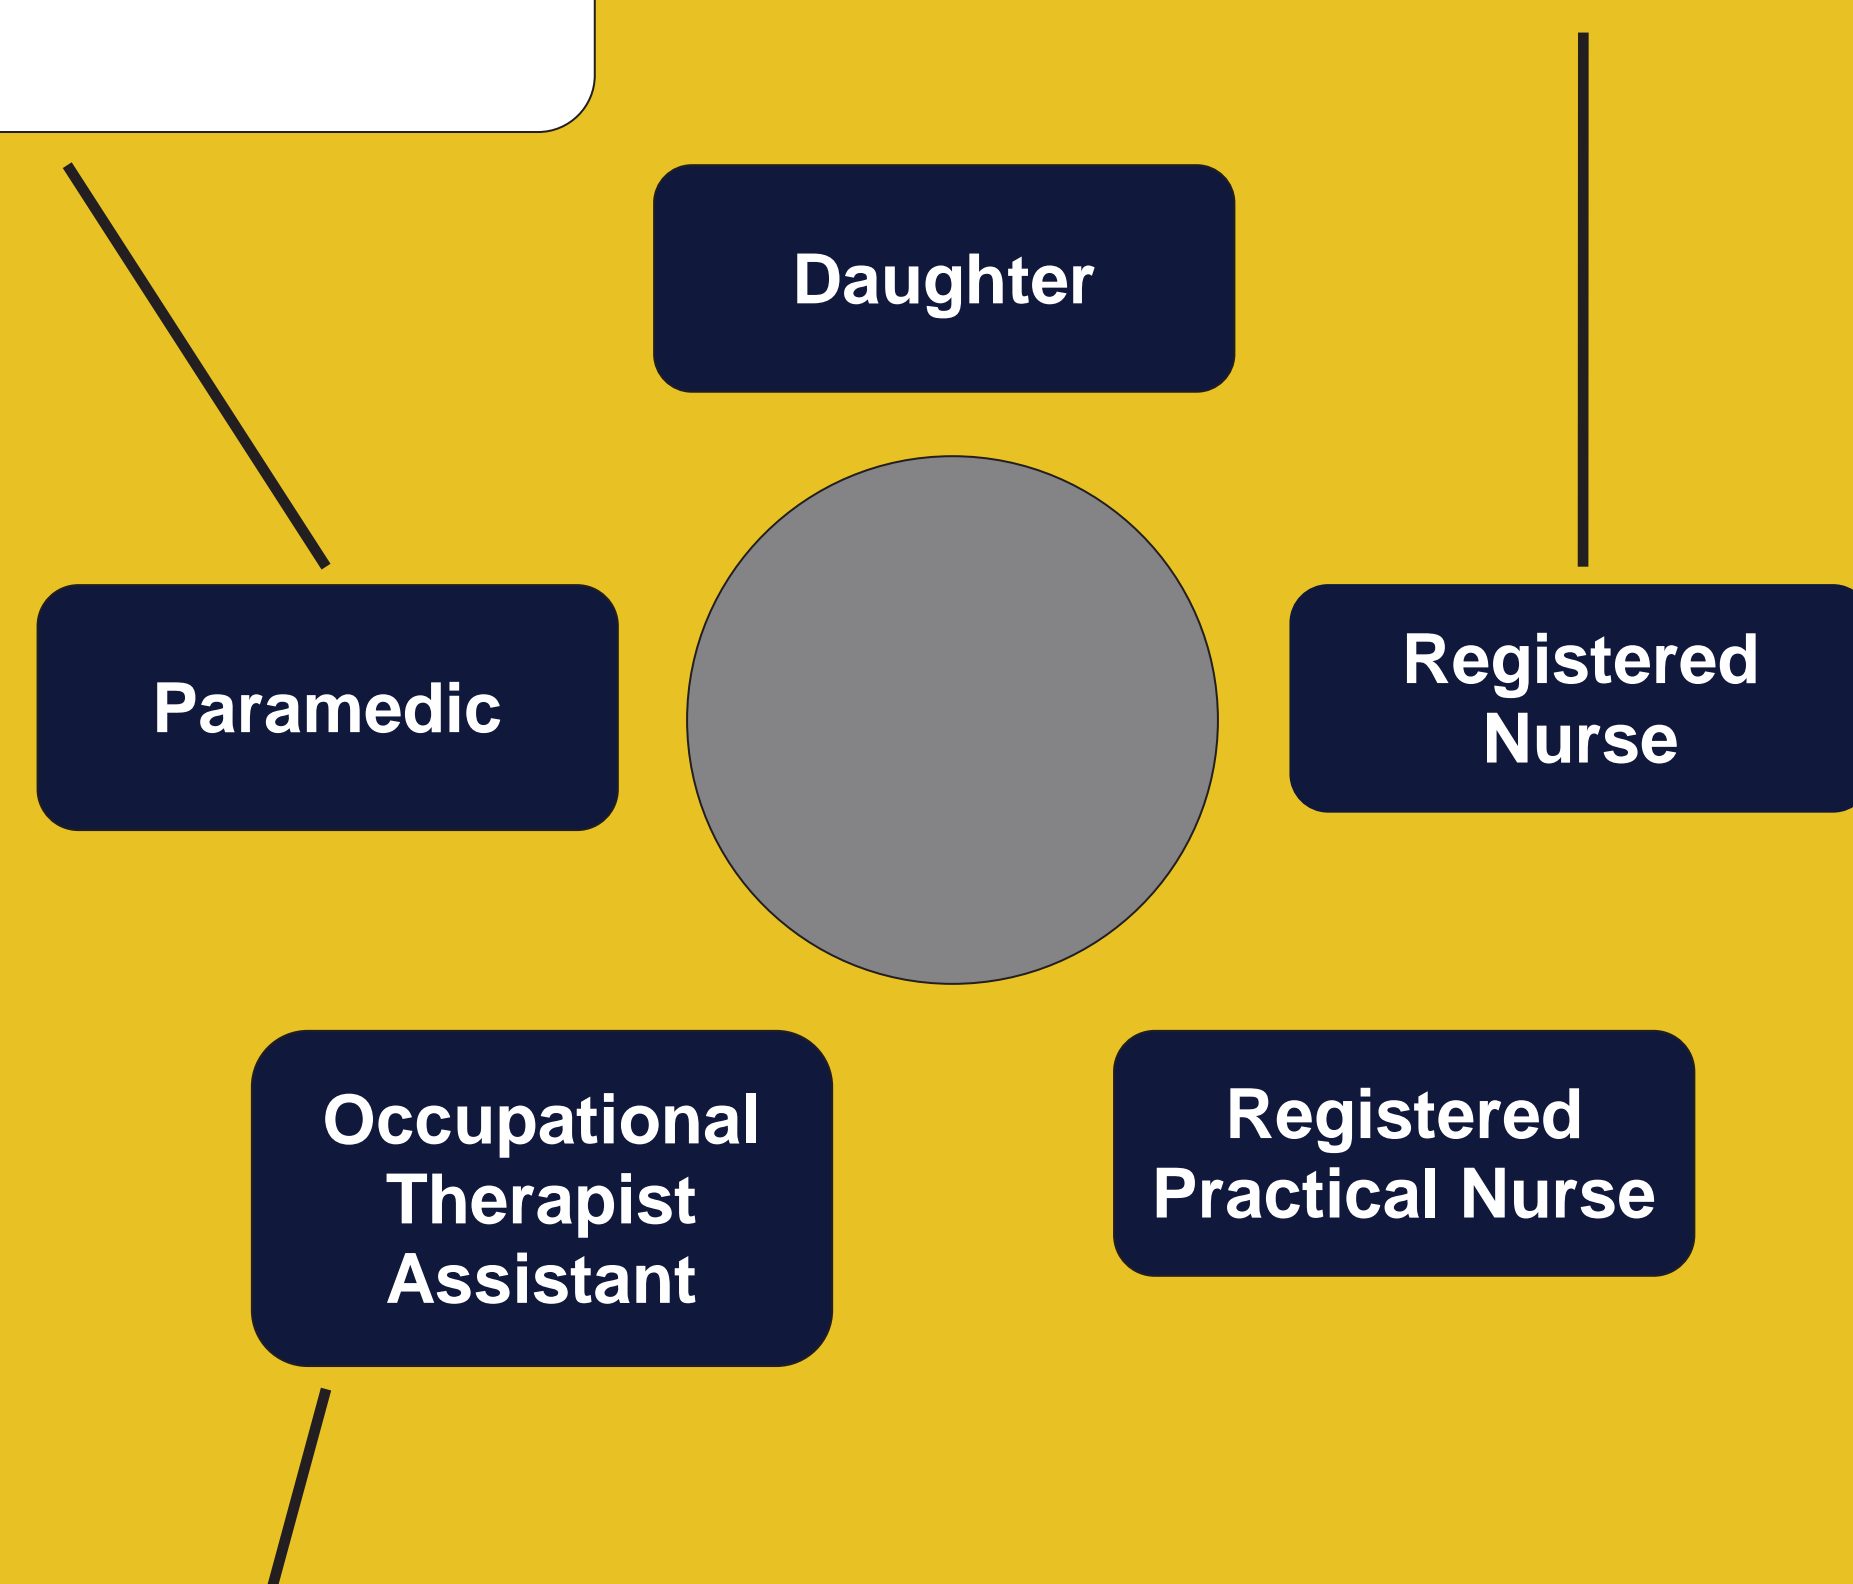 Daughter
Paramedic
Registered
Nurse
Occupational
Therapist
Assistant
Registered
Practical Nurse